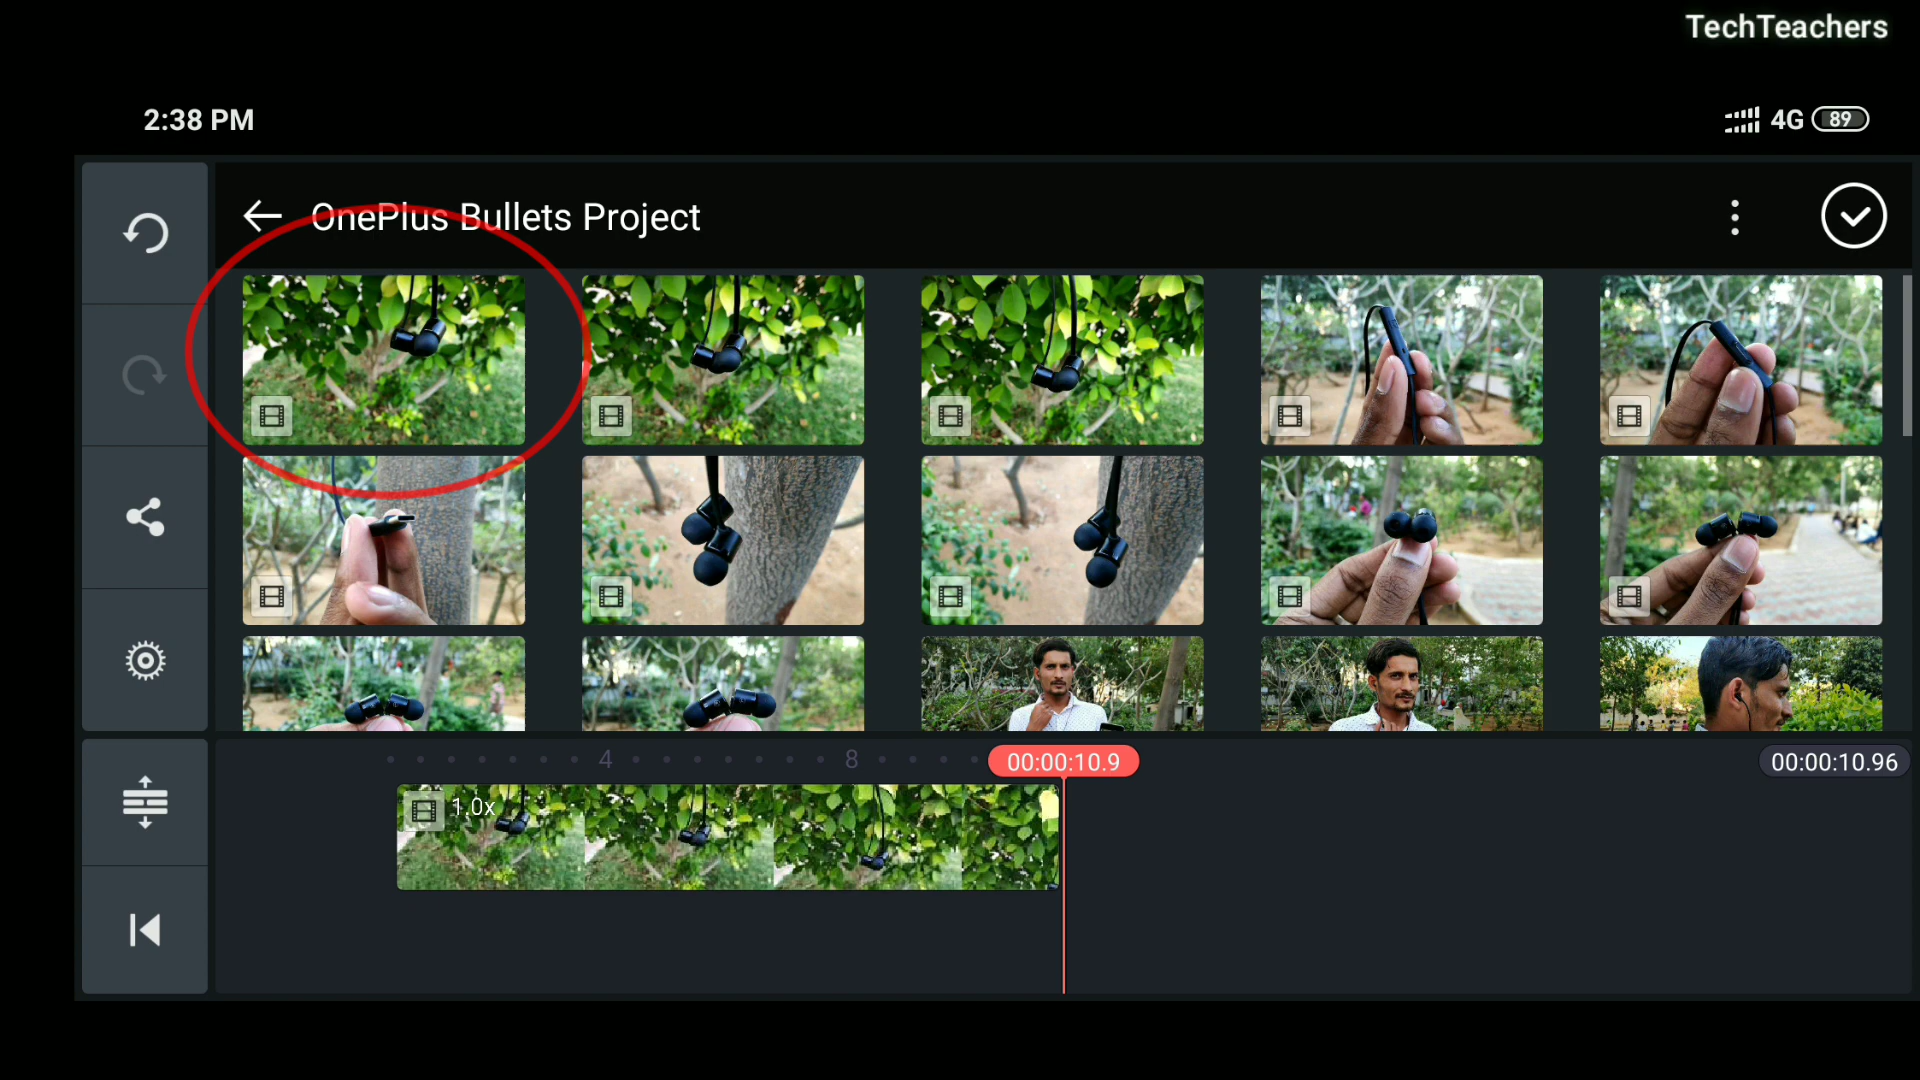 TechTeachers
2:38 PM
4G 89
OnePlus Bullets Project
4 8 00:00:10.9 00:00:10.96
1.0x